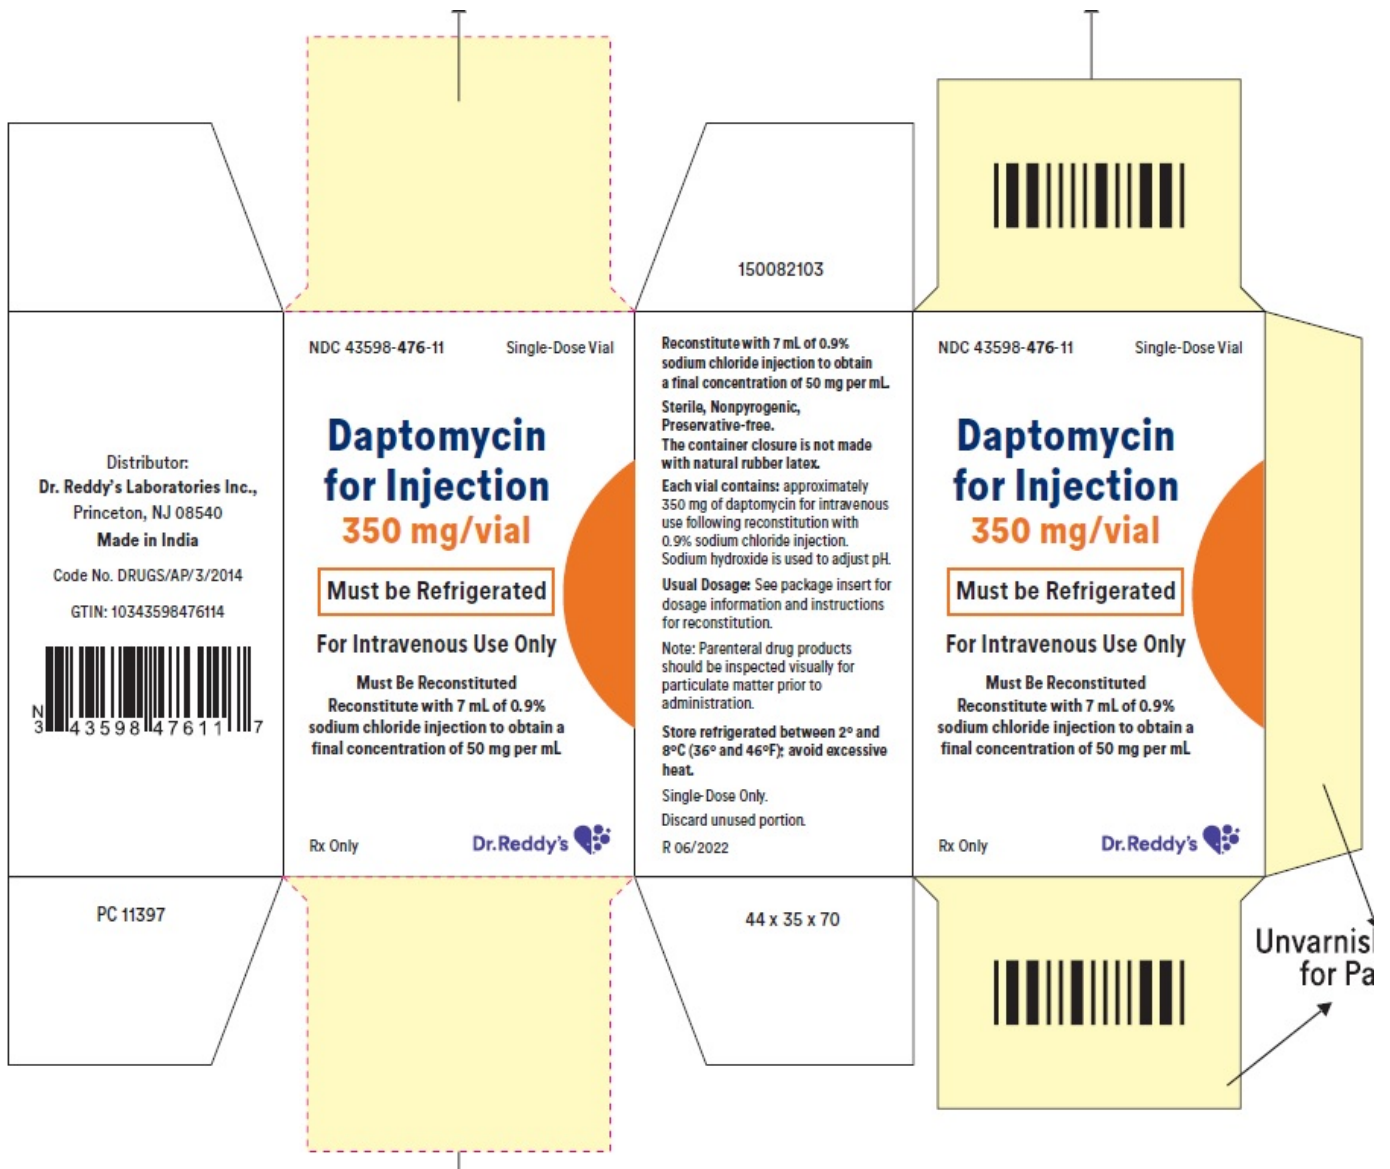 150082103
Distributor:
Dr. Reddy's Laboratories Inc.,
Princeton, NJ 08540
Made in India
Code No. DRUGS/AP/3/2014
GTIN: 10343598476114
N
3 43598 47611 7
PC 11397
NDC 43598-476-11 Single-Dose Vial
Daptomycin
for Injection
350 mg/vial
Must be Refrigerated
For Intravenous Use Only
Must Be Reconstituted
Reconstitute with 7 mL of 0.9%
sodium chloride injection to obtain a
final concentration of 50 mg per mL
Rx Only Dr.Reddy's
Reconstitute with 7 mL of 0.9%
sodium chloride injection to obtain
a final concentration of 50 mg per mL.
Sterile, Nonpyrogenic,
Preservative-free.
The container closure is not made
with natural rubber latex.
Each vial contains: approximately
350 mg of daptomycin for intravenous
use following reconstitution with
0.9% sodium chloride injection.
Sodium hydroxide is used to adjust pH.
Usual Dosage: See package insert for
dosage information and instructions
for reconstitution.
Note: Parenteral drug products
should be inspected visually for
particulate matter prior to
administration.
Store refrigerated between 2º and
8ºC (36º and 46ºF); avoid excessive
heat.
Single-Dose Only.
Discard unused portion.
R 06/2022
44 x 35 x 70
NDC 43598-476-11 Single-Dose Vial
Daptomycin
for Injection
350 mg/vial
Must be Refrigerated
For Intravenous Use Only
Must Be Reconstituted
Reconstitute with 7 mL of 0.9%
sodium chloride injection to obtain a
final concentration of 50 mg per mL
Rx Only Dr.Reddy's
for